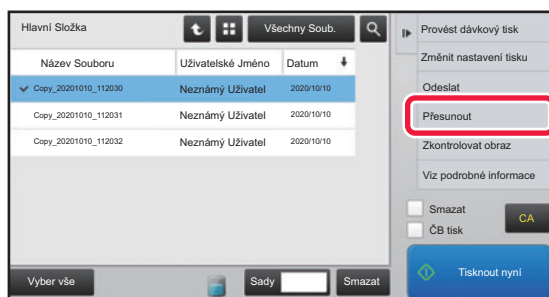 Hlavní Složka
Všechny Soub.
Název Souboru Uživatelské Jméno Datum
Copy_20201010_112030 Neznámý Uživatel 2020/10/10
Copy_20201010_112031 Neznámý Uživatel 2020/10/10
Copy_20201010_112032 Neznámý Uživatel 2020/10/10
Vyber vše
Sady
Smazat
Provést dávkový tisk
Změnit nastavení tisku
Odeslat
Přesunout
Zkontrolovat obraz
Viz podrobné informace
Smazat
ČB tisk
CA
Tisknout nyní